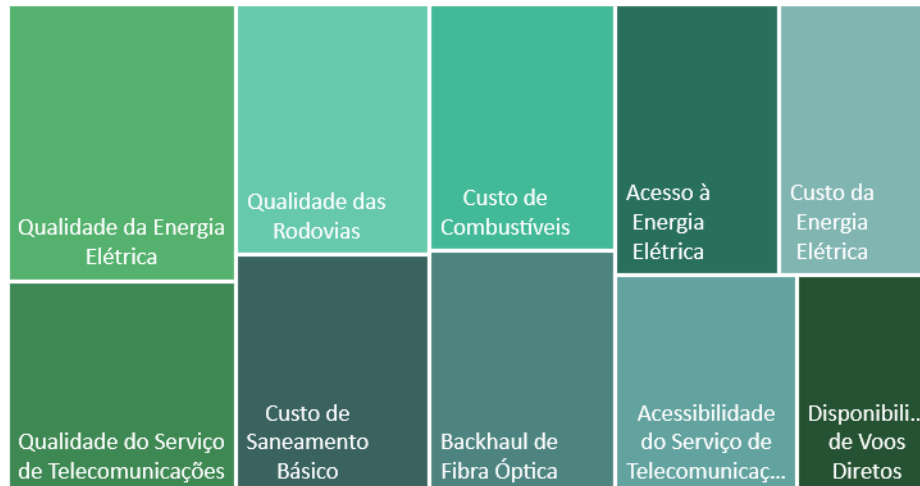 Qualidade da Energia
Elétrica
Qualidade do Serviço
de Telecomunicações
Qualidade das
Rodovias
Custo de
Saneamento
Básico
Custo de
Combustíveis
Backhaul de
Fibra Óptica
Acesso à
Energia
Elétrica
Custo da
Energia
Elétrica
Acessibilidade
do Serviço de
Telecomunicaç...
Disponibili...
de Voos
Diretos